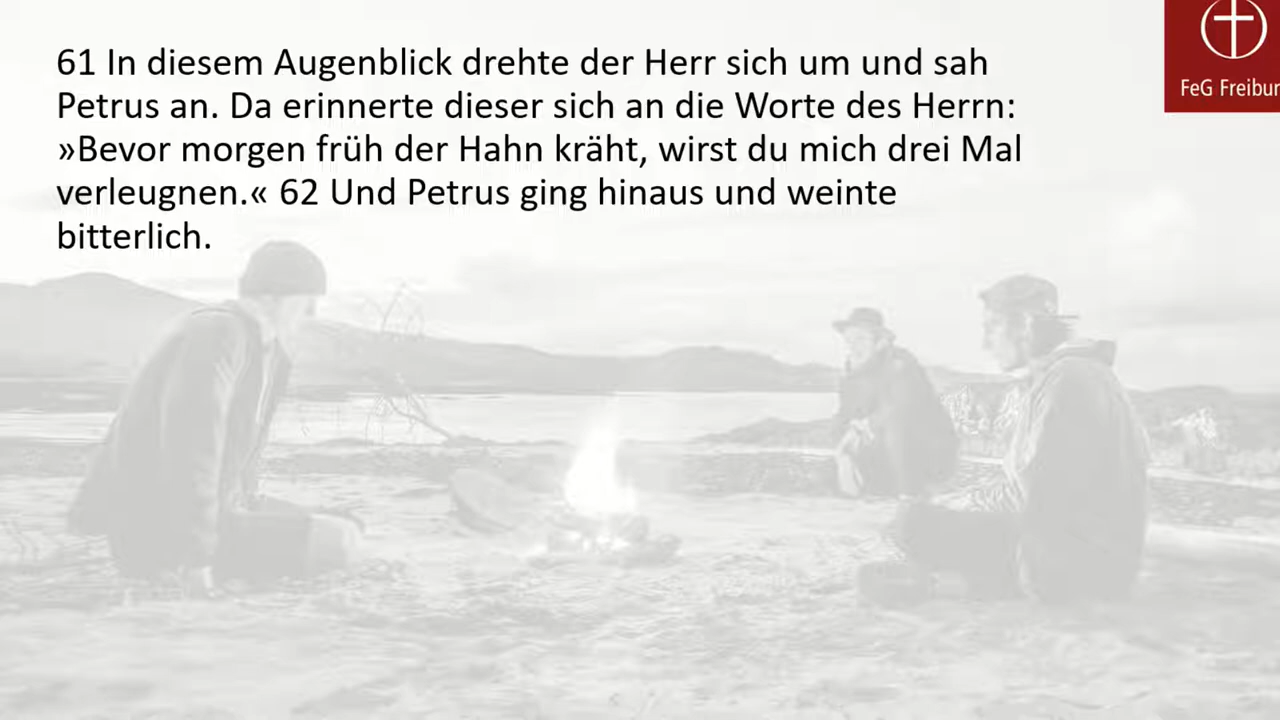 61 In diesem Augenblick drehte der Herr sich um und sah
Petrus an. Da erinnerte dieser sich an die Worte des Herrn:
»Bevor morgen früh der Hahn kräht, wirst du mich drei Mal
verleugnen.« 62 Und Petrus ging hinaus und weinte
bitterlich.
FeG Freibur